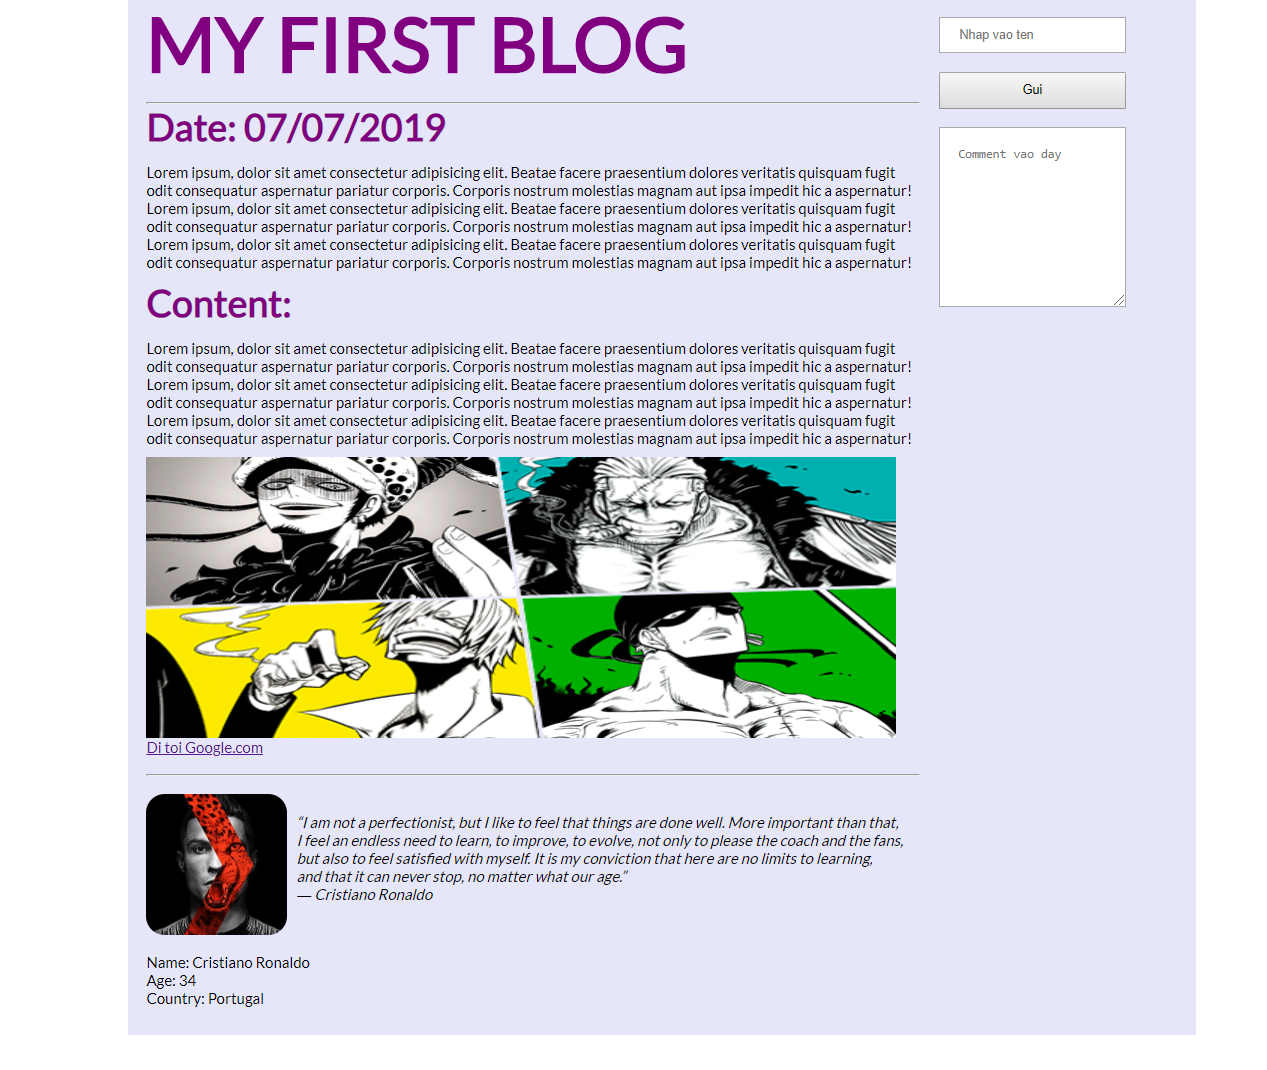 MY FIRST BLOG
Date: 07/07/2019
Lorem ipsum, dolor sit amet consectetur adipisicing elit. Beatae facere praesentium dolores veritatis quisquam fugit
odit consequatur aspernatur pariatur corporis. Corporis nostrum molestias magnam aut ipsa impedit hic a aspernatur!
Lorem ipsum, dolor sit amet consectetur adipisicing elit. Beatae facere praesentium dolores veritatis quisquam fugit
odit consequatur aspernatur pariatur corporis. Corporis nostrum molestias magnam aut ipsa impedit hic a aspernatur!
Lorem ipsum, dolor sit amet consectetur adipisicing elit. Beatae facere praesentium dolores veritatis quisquam fugit
odit consequatur aspernatur pariatur corporis. Corporis nostrum molestias magnam aut ipsa impedit hic a aspernatur!
Content:
Lorem ipsum, dolor sit amet consectetur adipisicing elit. Beatae facere praesentium dolores veritatis quisquam fugit
odit consequatur aspernatur pariatur corporis. Corporis nostrum molestias magnam aut ipsa impedit hic a aspernatur!
Lorem ipsum, dolor sit amet consectetur adipisicing elit. Beatae facere praesentium dolores veritatis quisquam fugit
odit consequatur aspernatur pariatur corporis. Corporis nostrum molestias magnam aut ipsa impedit hic a aspernatur!
Lorem ipsum, dolor sit amet consectetur adipisicing elit. Beatae facere praesentium dolores veritatis quisquam fugit
odit consequatur aspernatur pariatur corporis. Corporis nostrum molestias magnam aut ipsa impedit hic a aspernatur!
Di toi Google.com
“I am not a perfectionist, but I like to feel that things are done well. More important than that,
I feel an endless need to learn, to improve, to evolve, not only to please the coach and the fans,
but also to feel satisfied with myself. It is my conviction that here are no limits to learning,
and that it can never stop, no matter what our age.”
― Cristiano Ronaldo
Name: Cristiano Ronaldo
Age: 34
Country: Portugal
Nhap vao ten
Gui
Comment vao day